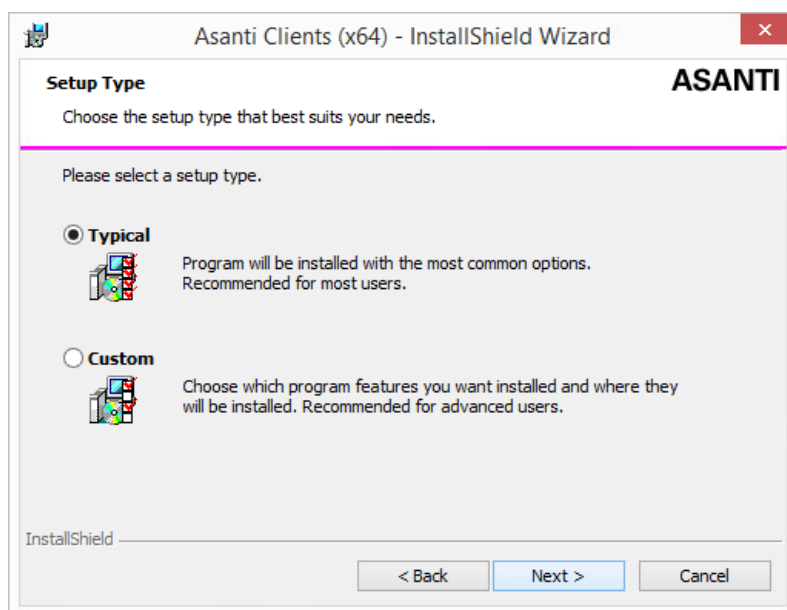 Asanti Clients (x64) - InstallShield Wizard
Setup Type
ASANTI
Choose the setup type that best suits your needs.
Please select a setup type.
Typical
Program will be installed with the most common options.
Recommended for most users.
Custom
Choose which program features you want installed and where they
will be installed. Recommended for advanced users.
InstallShield
< Back
Next >
Cancel